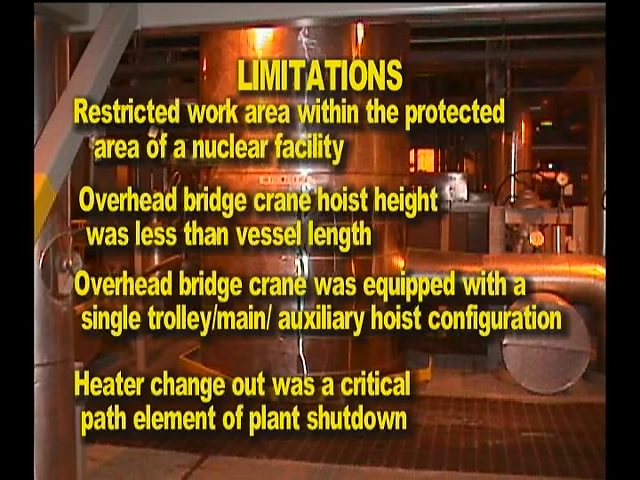 LIMITATIONS
Restricted work area within the protected
area of a nuclear facility
Overhead bridge crane hoist height
was less than vessel length
Overhead bridge crane was equipped with a
single trolley/main/ auxiliary hoist configuration
Heater change out was a critical
path element of plant shutdown